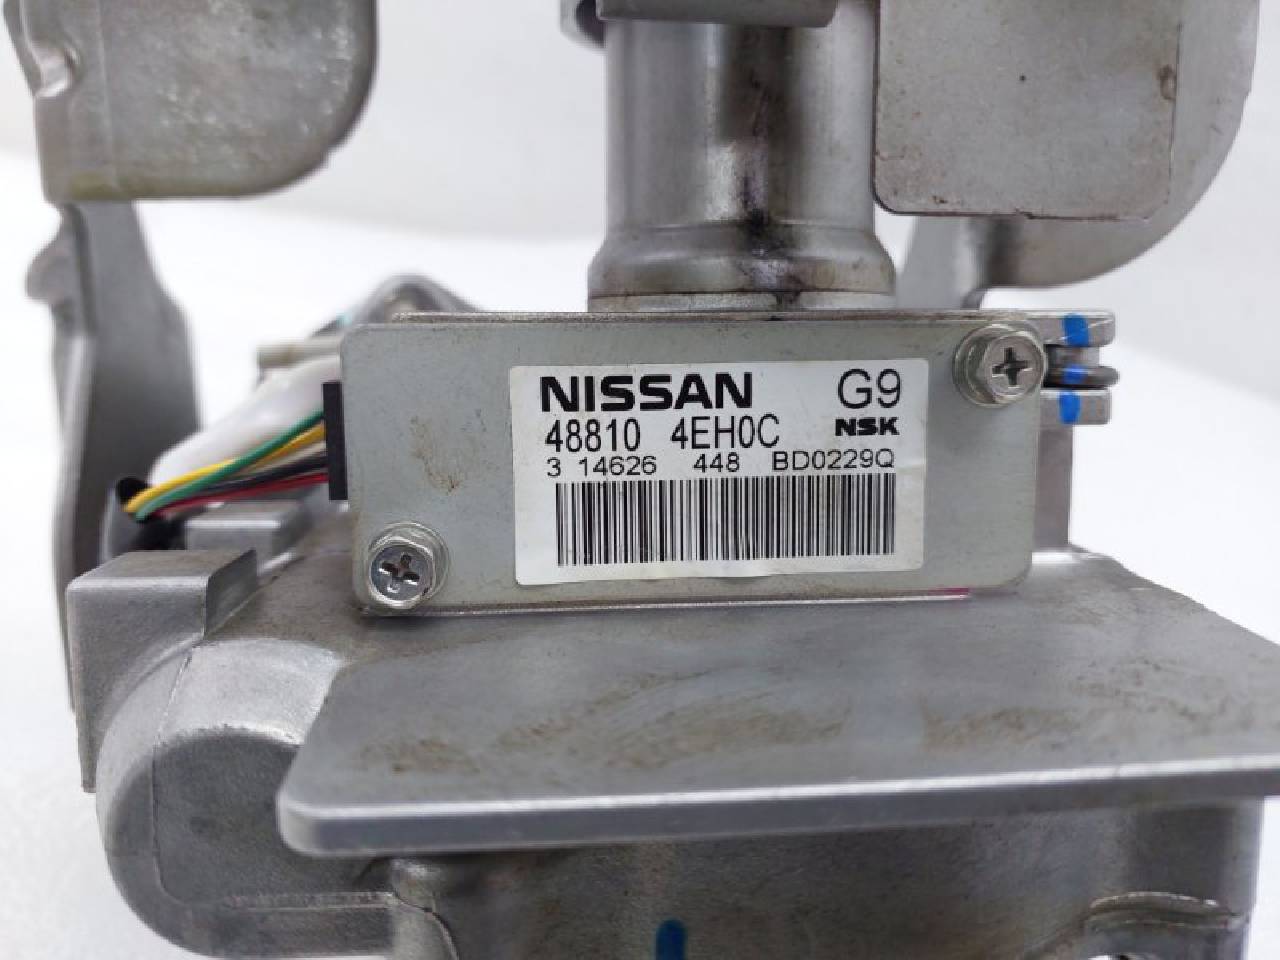 NISSAN G9
48810 4EH0C NSK
3 14626 448 BD0229Q